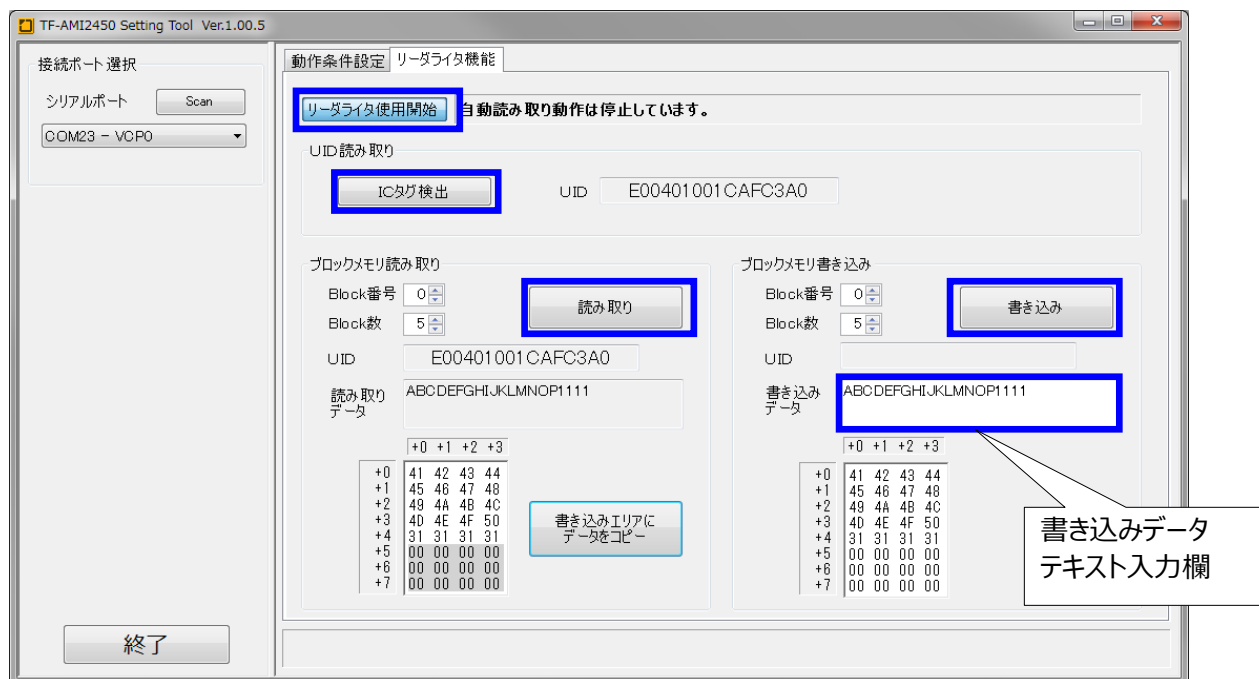 TF-AMI2450 Setting Tool Ver.1.00.5
接続ポート選択
シリアルポート Scan
COM23 - VCP0
終了
動作条件設定 リーダライタ機能
リーダライタ使用開始 自動読み取り動作は停止しています。
UID読み取り
ICタグ検出 UID E00401001CAFC3A0
ブロックメモリ読み取り
Block番号 0
Block数 5
読み取り
UID E00401001CAFC3A0
読み取り
データ
ABCDEFGHIJKLMNOP1111
+0 +1 +2 +3
+0 41 42 43 44
+1 45 46 47 48
+2 49 4A 4B 4C
+3 4D 4E 4F 50
+4 31 31 31 31
+5 00 00 00 00
+6 00 00 00 00
+7 00 00 00 00
書き込みエリアに
データをコピー
ブロックメモリ書き込み
Block番号 0
Block数 5
書き込み
UID
書き込み
データ
ABCDEFGHIJKLMNOP1111
+0 +1 +2 +3
+0 41 42 43 44
+1 45 46 47 48
+2 49 4A 4B 4C
+3 4D 4E 4F 50
+4 31 31 31 31
+5 00 00 00 00
+6 00 00 00 00
+7 00 00 00 00
書き込みデータ
テキスト入力欄